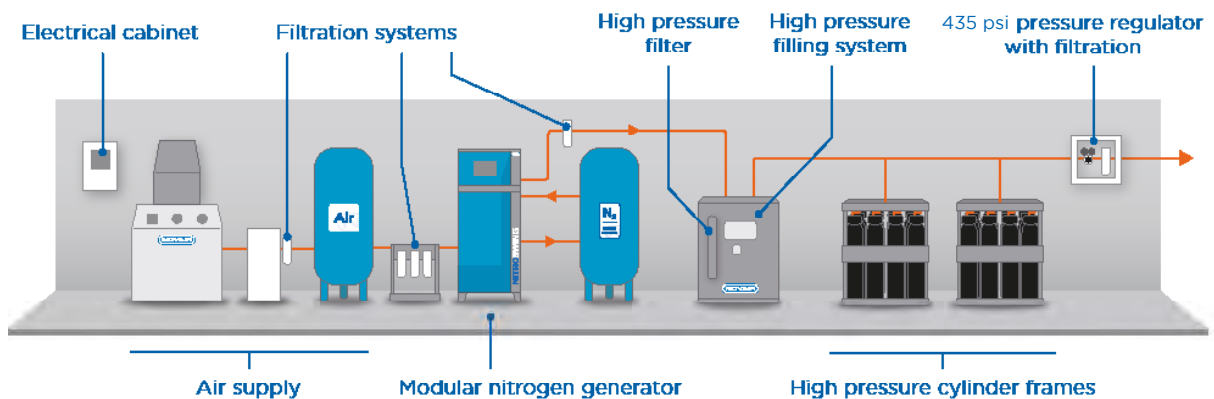 Electrical cabinet
Filtration systems
High pressure
filter
High pressure
filling system
435 psi pressure regulator
with filtration
Air
NITRO
N₂
Air supply
Modular nitrogen generator
High pressure cylinder frames